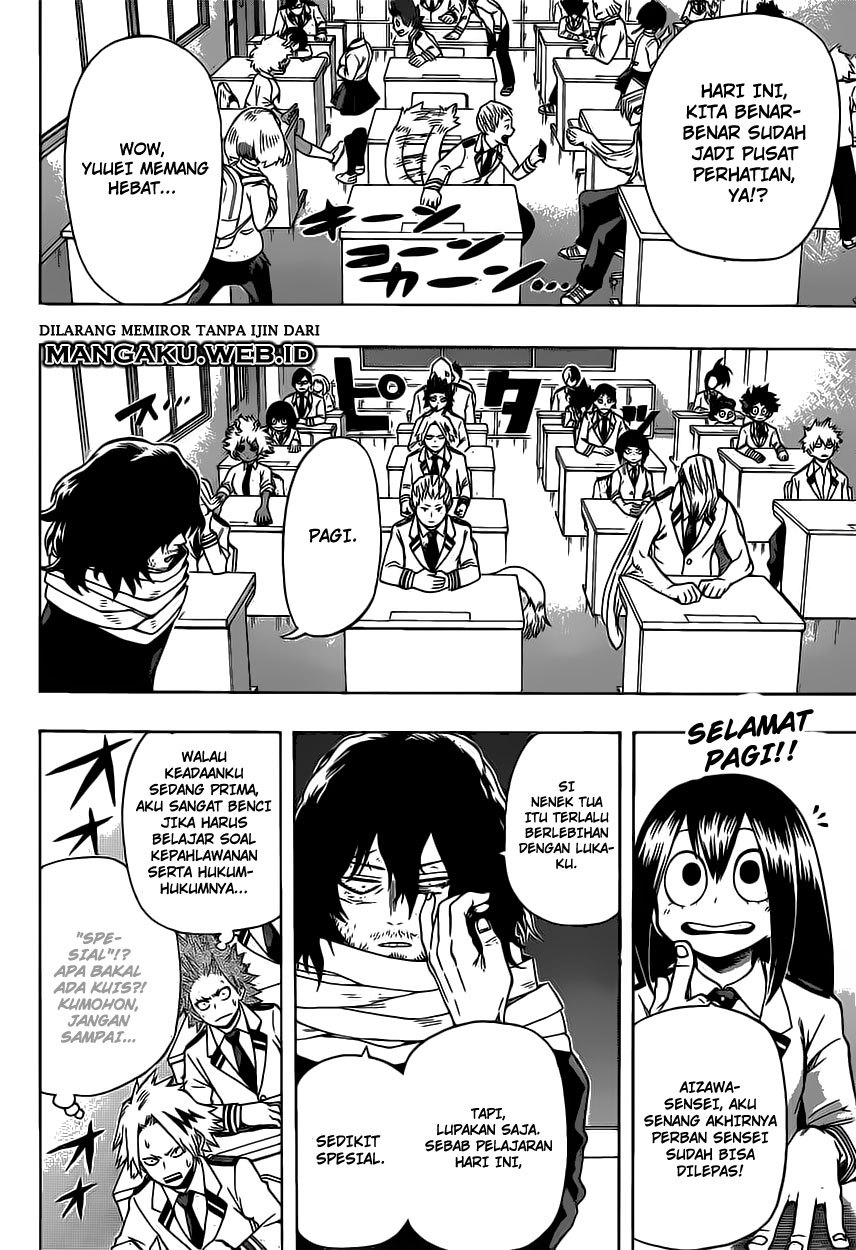 HARI INI,
KITA BENAR-
BENAR SUDAH
JADI PUSAT
PERHATIAN,
YA!?
WOW,
YUUEI MEMANG
HEBAT...
キーンコーンカーン...
DILARANG MEMIROR TANPA IJIN DARI
MANGAKU.WEB.ID
ピタッ
PAGI.
SELAMAT
PAGI!!
AIZAWA-
SENSEI, AKU
SENANG AKHIRNYA
PERBAN SENSEI
SUDAH BISA
DILEPAS!
SI
NENEK TUA
ITU TERLALU
BERLEBIHAN
DENGAN LUKA-
KU.
TAPI,
LUPAKAN SAJA.
SEBAB PELAJARAN
HARI INI,
SEDIKIT
SPESIAL.
WALAU
KEADAANKU
SEDANG PRIMA,
AKU SANGAT BENCI
JIKA HARUS
BELAJAR SOAL
KEPAHLAWANAN
SERTA HUKUM-
HUKUMNYA...
"SPE-
SIAL"!?
APA BAKAL
ADA KUIS?!
KUMOHON,
JANGAN
SAMPAI...